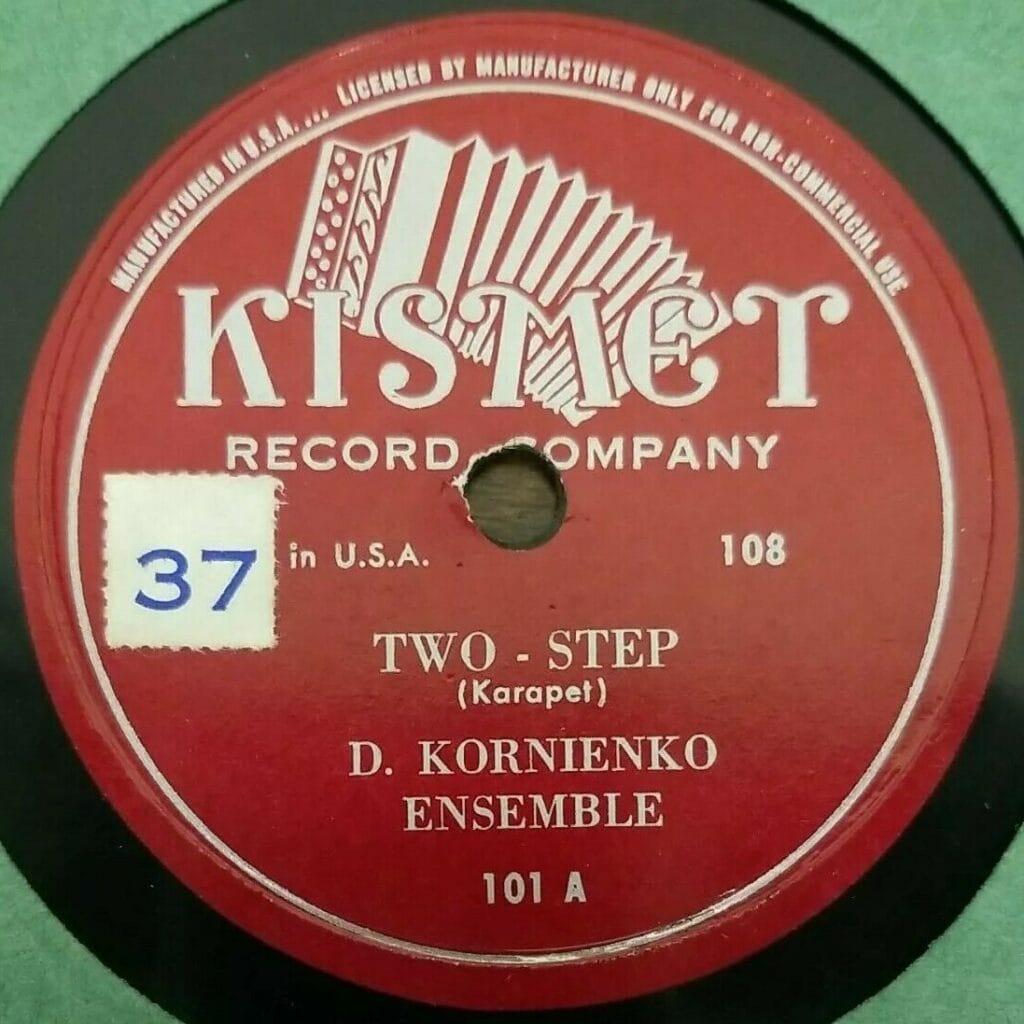 MANUFACTURED IN U.S.A. ... LICENSED BY MANUFACTURER ONLY FOR NON-COMMERCIAL USE
KISMET
RECORD COMPANY
37 in U.S.A. 108
TWO - STEP
(Karapet)
D. KORNIENKO
ENSEMBLE
101 A